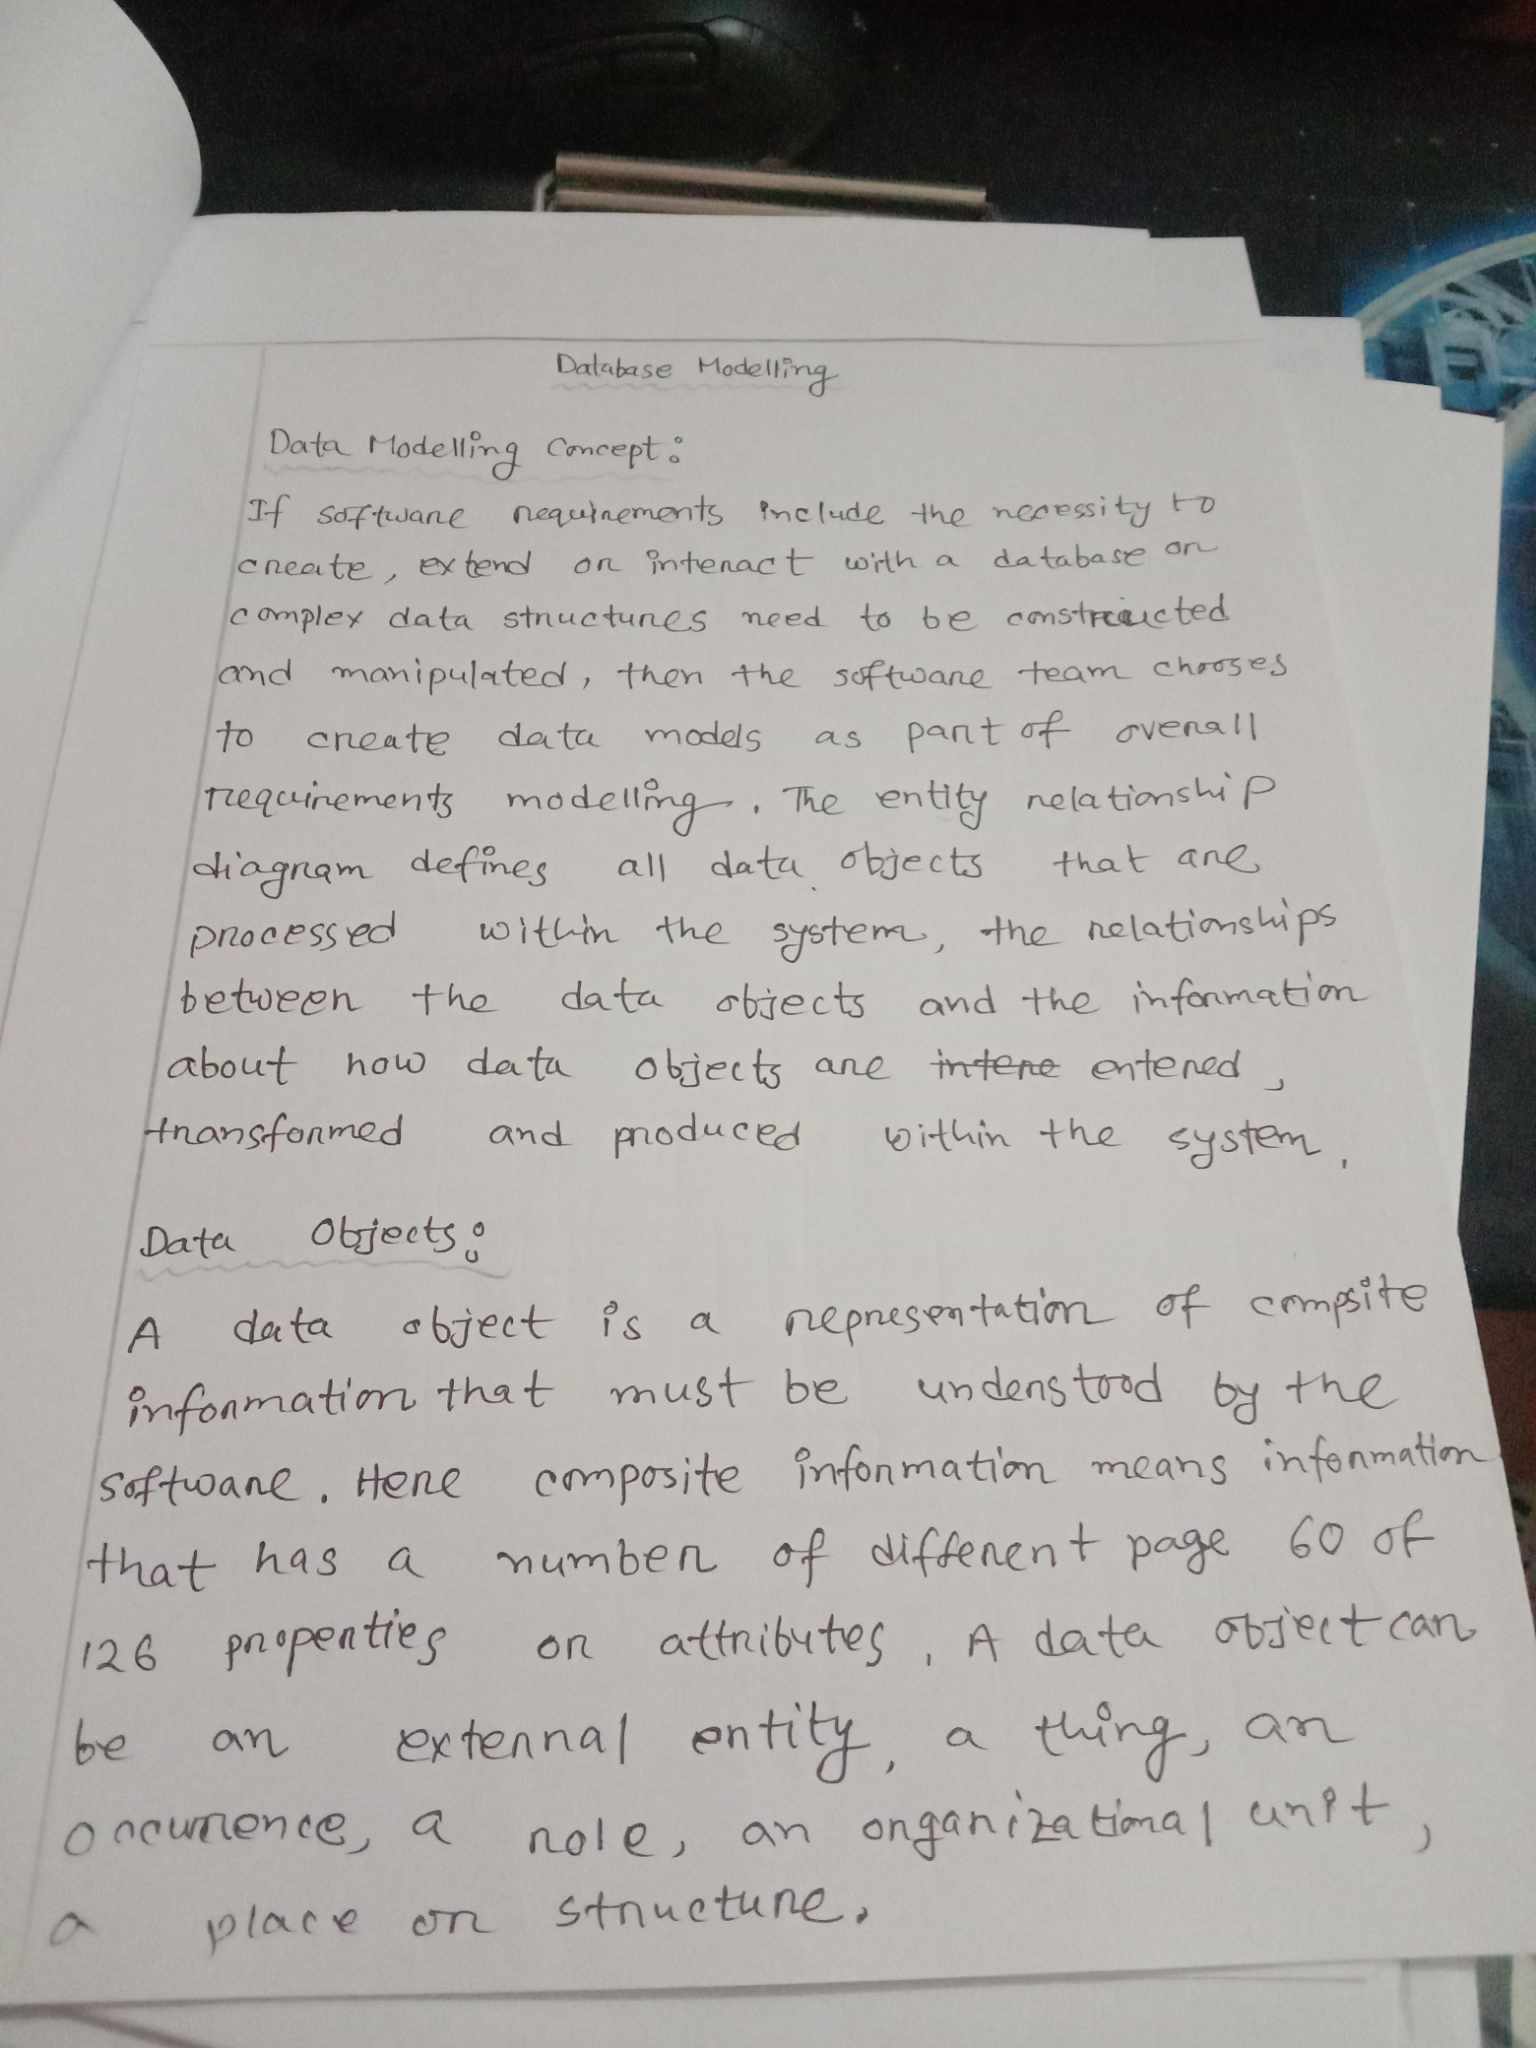 Database Modelling
Data Modelling Concept:
If software requirements include the necessity to
create, extend or interact with a database or
complex data structures need to be constructed
and manipulated, then the software team chooses
to create data models as part of overall
requirements modelling. The entity relationship
diagram defines all data objects that are
processed within the system, the relationships
between the data objects and the information
about how data objects are intere entered,
transformed and produced within the system.
Data Objects:
A data object is a representation of compsite
information that must be understood by the
software. Here composite information means information
that has a number of different page 60 of
126 properties or attributes. A data object can
be an external entity, a thing, an
occurrence, a role, an organizational unit,
a place or structure.